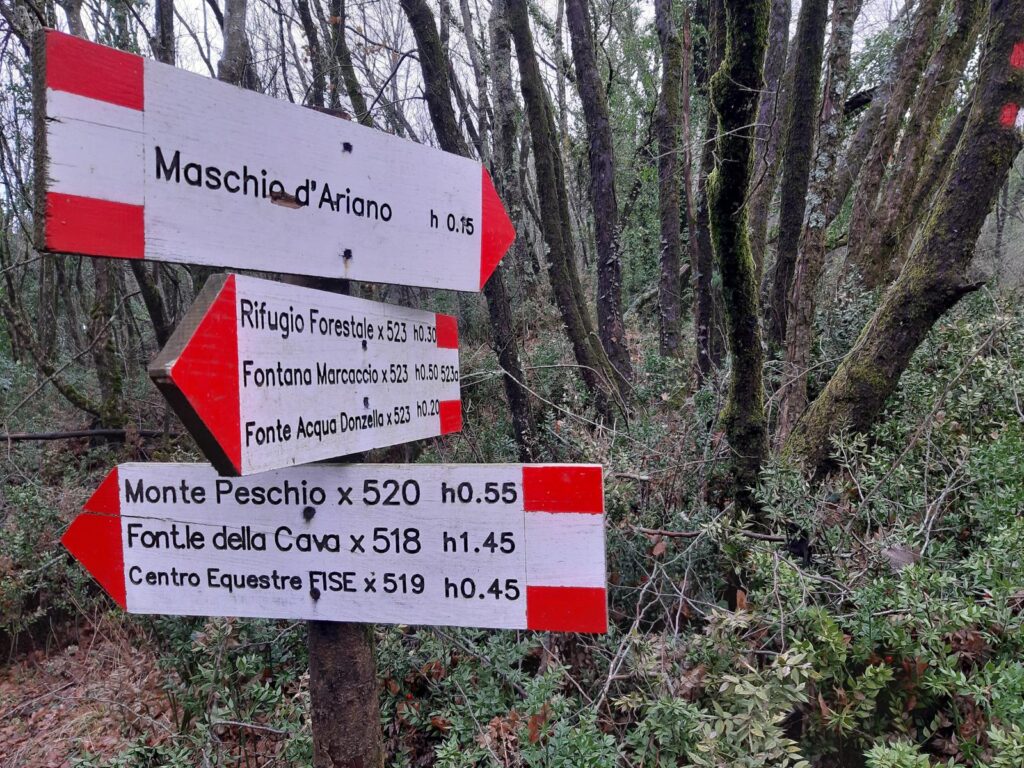 Maschio d'Ariano h 0.15
Rifugio Forestale x 523 h0.30
Fontana Marcaccio x 523 h0.50 523a
Fonte Acqua Donzella x 523 h0.20
Monte Peschio x 520 h0.55
Font.le della Cava x 518 h1.45
Centro Equestre FISE x 519 h0.45